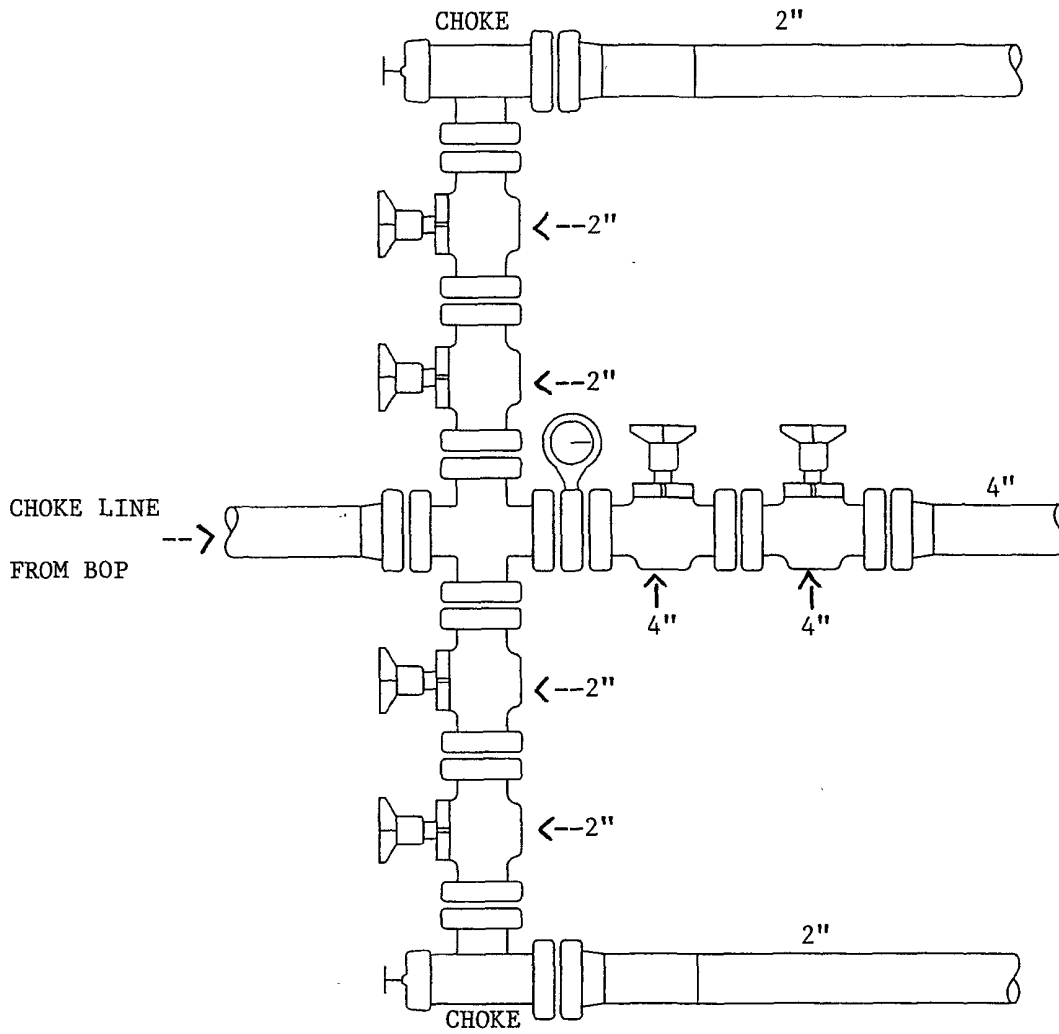 CHOKE
2"
<--2"
<--2"
CHOKE LINE
-->
FROM BOP
4"
4"
4"
<--2"
<--2"
2"
CHOKE